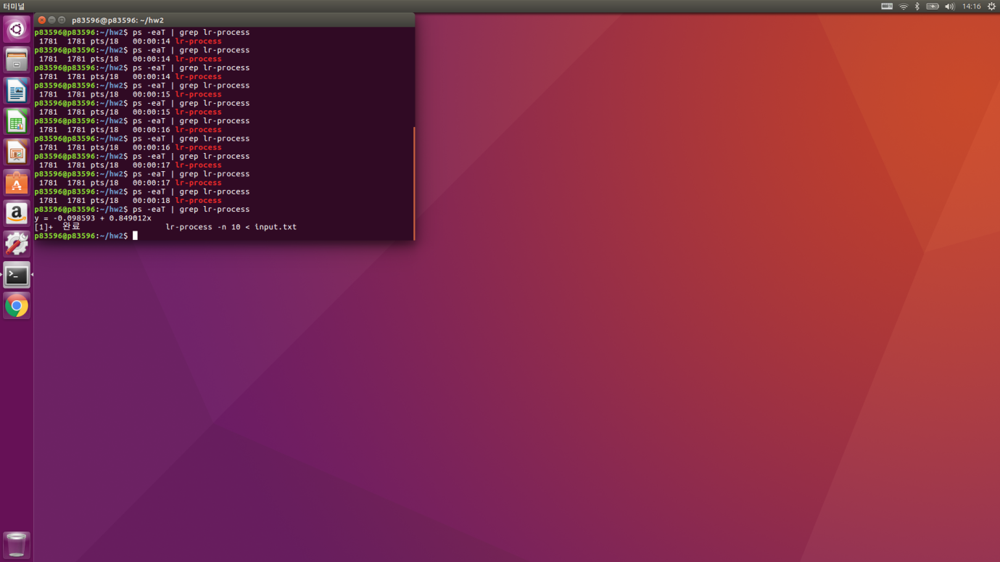 터미널
14:16
p83596@p83596: ~/hw2
p83596@p83596:~/hw2$ ps -eaT | grep lr-process
1781 1781 pts/18 00:00:14 lr-process
p83596@p83596:~/hw2$ ps -eaT | grep lr-process
1781 1781 pts/18 00:00:14 lr-process
p83596@p83596:~/hw2$ ps -eaT | grep lr-process
1781 1781 pts/18 00:00:14 lr-process
p83596@p83596:~/hw2$ ps -eaT | grep lr-process
1781 1781 pts/18 00:00:15 lr-process
p83596@p83596:~/hw2$ ps -eaT | grep lr-process
1781 1781 pts/18 00:00:15 lr-process
p83596@p83596:~/hw2$ ps -eaT | grep lr-process
1781 1781 pts/18 00:00:16 lr-process
p83596@p83596:~/hw2$ ps -eaT | grep lr-process
1781 1781 pts/18 00:00:16 lr-process
p83596@p83596:~/hw2$ ps -eaT | grep lr-process
1781 1781 pts/18 00:00:17 lr-process
p83596@p83596:~/hw2$ ps -eaT | grep lr-process
1781 1781 pts/18 00:00:17 lr-process
p83596@p83596:~/hw2$ ps -eaT | grep lr-process
1781 1781 pts/18 00:00:18 lr-process
p83596@p83596:~/hw2$ ps -eaT | grep lr-process
y = -0.098593 + 0.849012x
[1]+ 완료 lr-process -n 10 < input.txt
p83596@p83596:~/hw2$